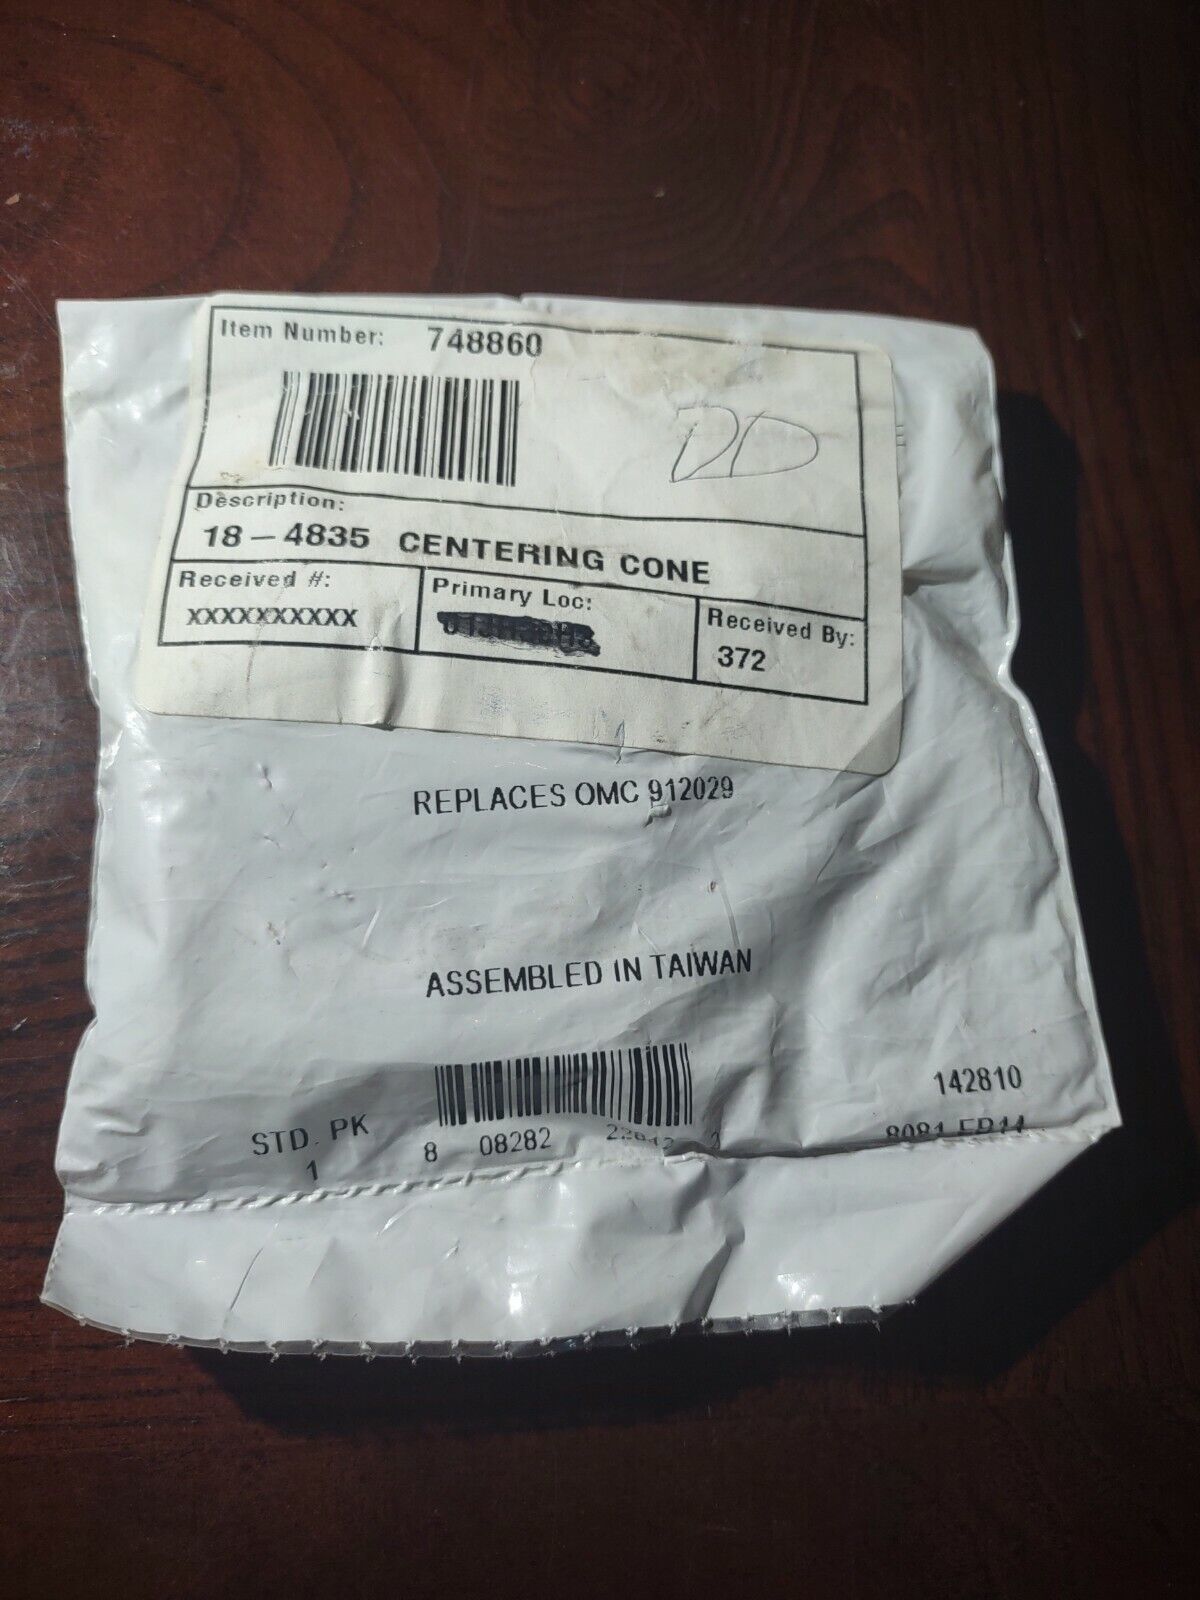 Item Number: 748860
DD
Description:
18-4835 CENTERING CONE
Received #:
XXXXXXXXXX
Primary Loc:
Received By:
372
REPLACES OMC 912029
ASSEMBLED IN TAIWAN
STD. PK
1
8 08282
142810